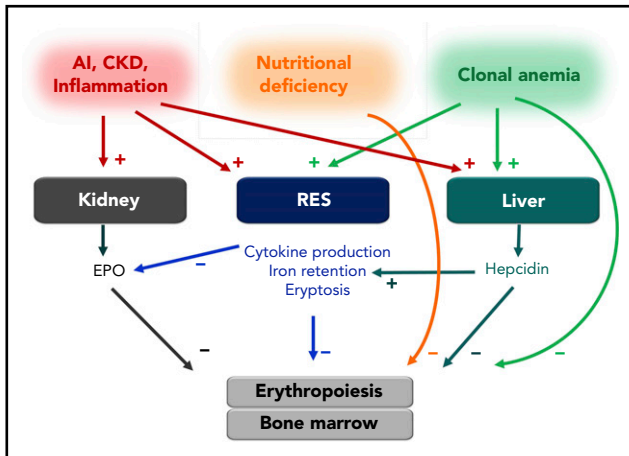 AI, CKD,
Inflammation
Nutritional
deficiency
Clonal anemia
+
+
+
+
+
Kidney
RES
Liver
EPO
−
Cytokine production
Iron retention
Eryptosis
+
Hepcidin
−
−
−
−
−
Erythropoiesis
Bone marrow